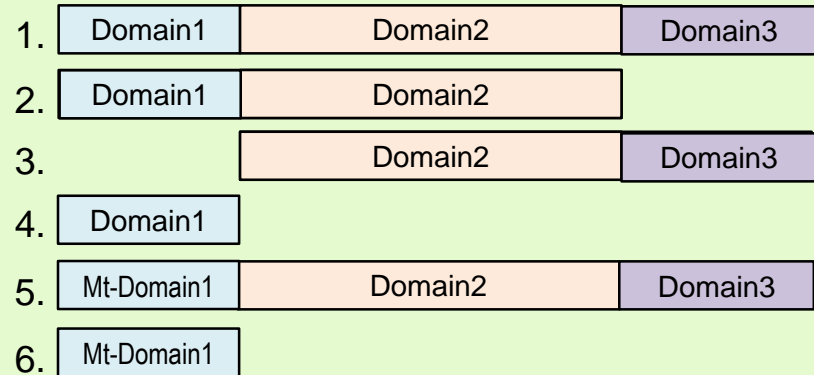 1. Domain1 Domain2 Domain3
2. Domain1 Domain2
3. Domain2 Domain3
4. Domain1
5. Mt-Domain1 Domain2 Domain3
6. Mt-Domain1